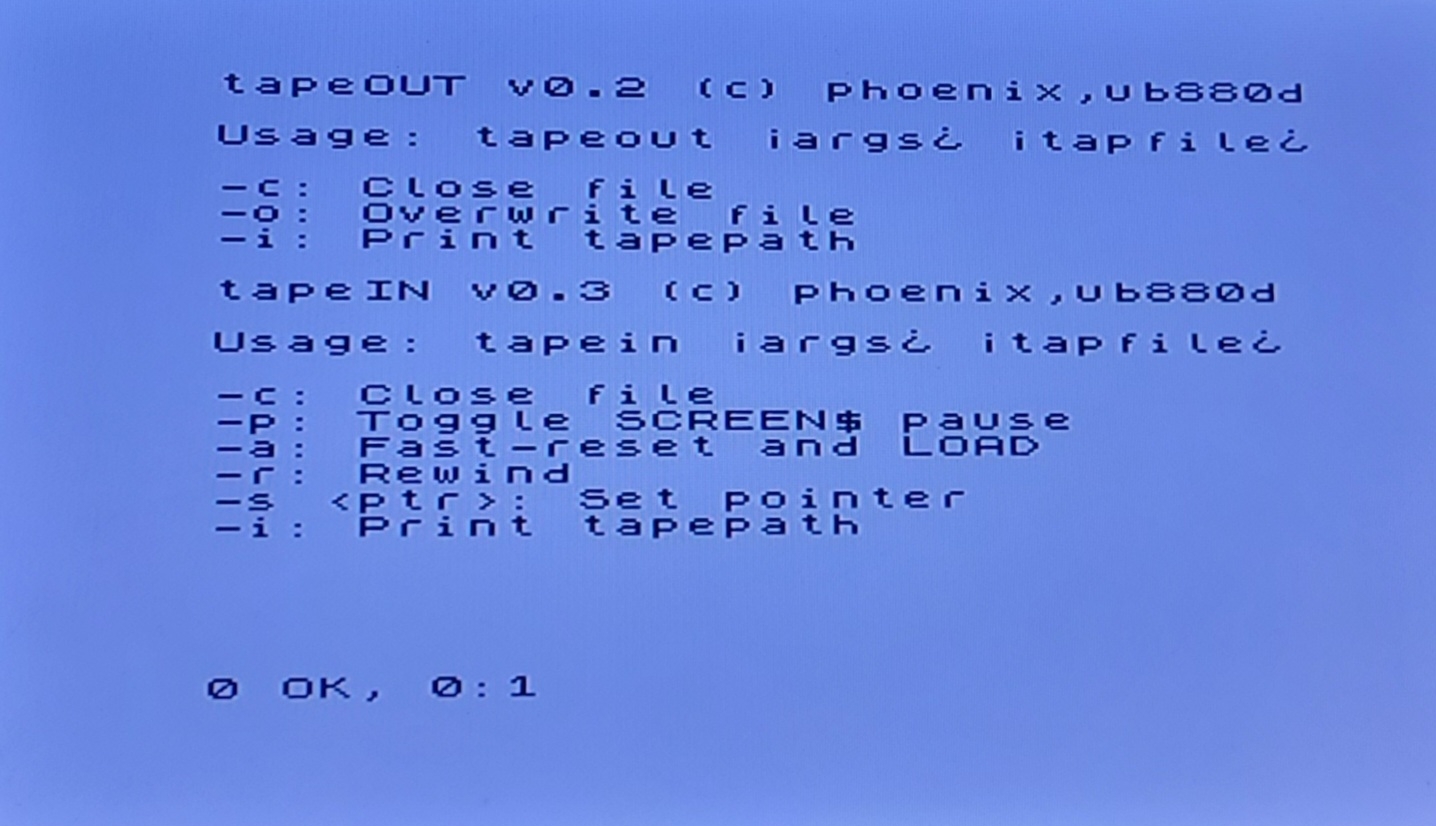 tapeOUT v0.2 (c) phoenix,ub880d
Usage: tapeout ¡args¿ ¡tapfile¿
-c: Close file
-o: Overwrite file
-i: Print tapepath
tapeIN v0.3 (c) phoenix,ub880d
Usage: tapein ¡args¿ ¡tapfile¿
-c: Close file
-p: Toggle SCREEN$ pause
-a: Fast-reset and LOAD
-r: Rewind
-s <ptr>: Set pointer
-i: Print tapepath
0 OK, 0:1